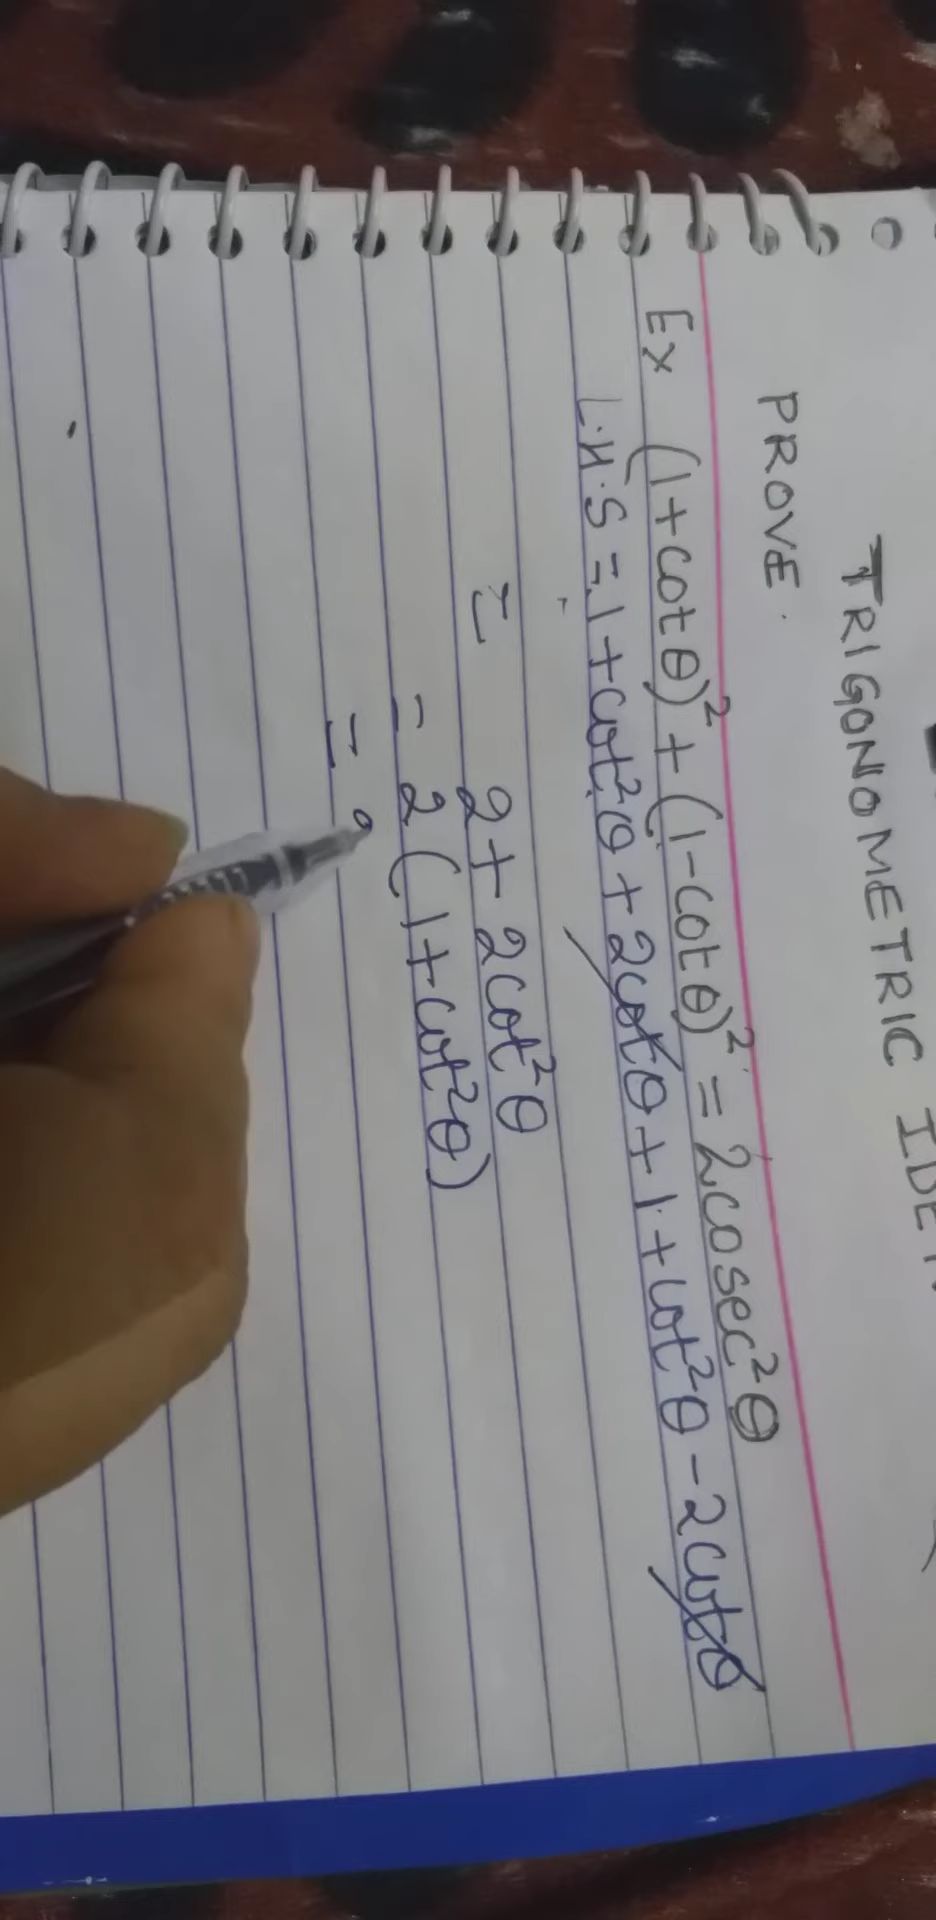 TRIGONOMETRIC IDEN
PROVE.
Ex (1+cotθ)² + (1-cotθ)² = 2cosec²θ
L.H.S = 1+cot²θ + 2cotθ + 1 + cot²θ - 2cotθ
= 2 + 2cot²θ
= 2 (1+cot²θ)
=